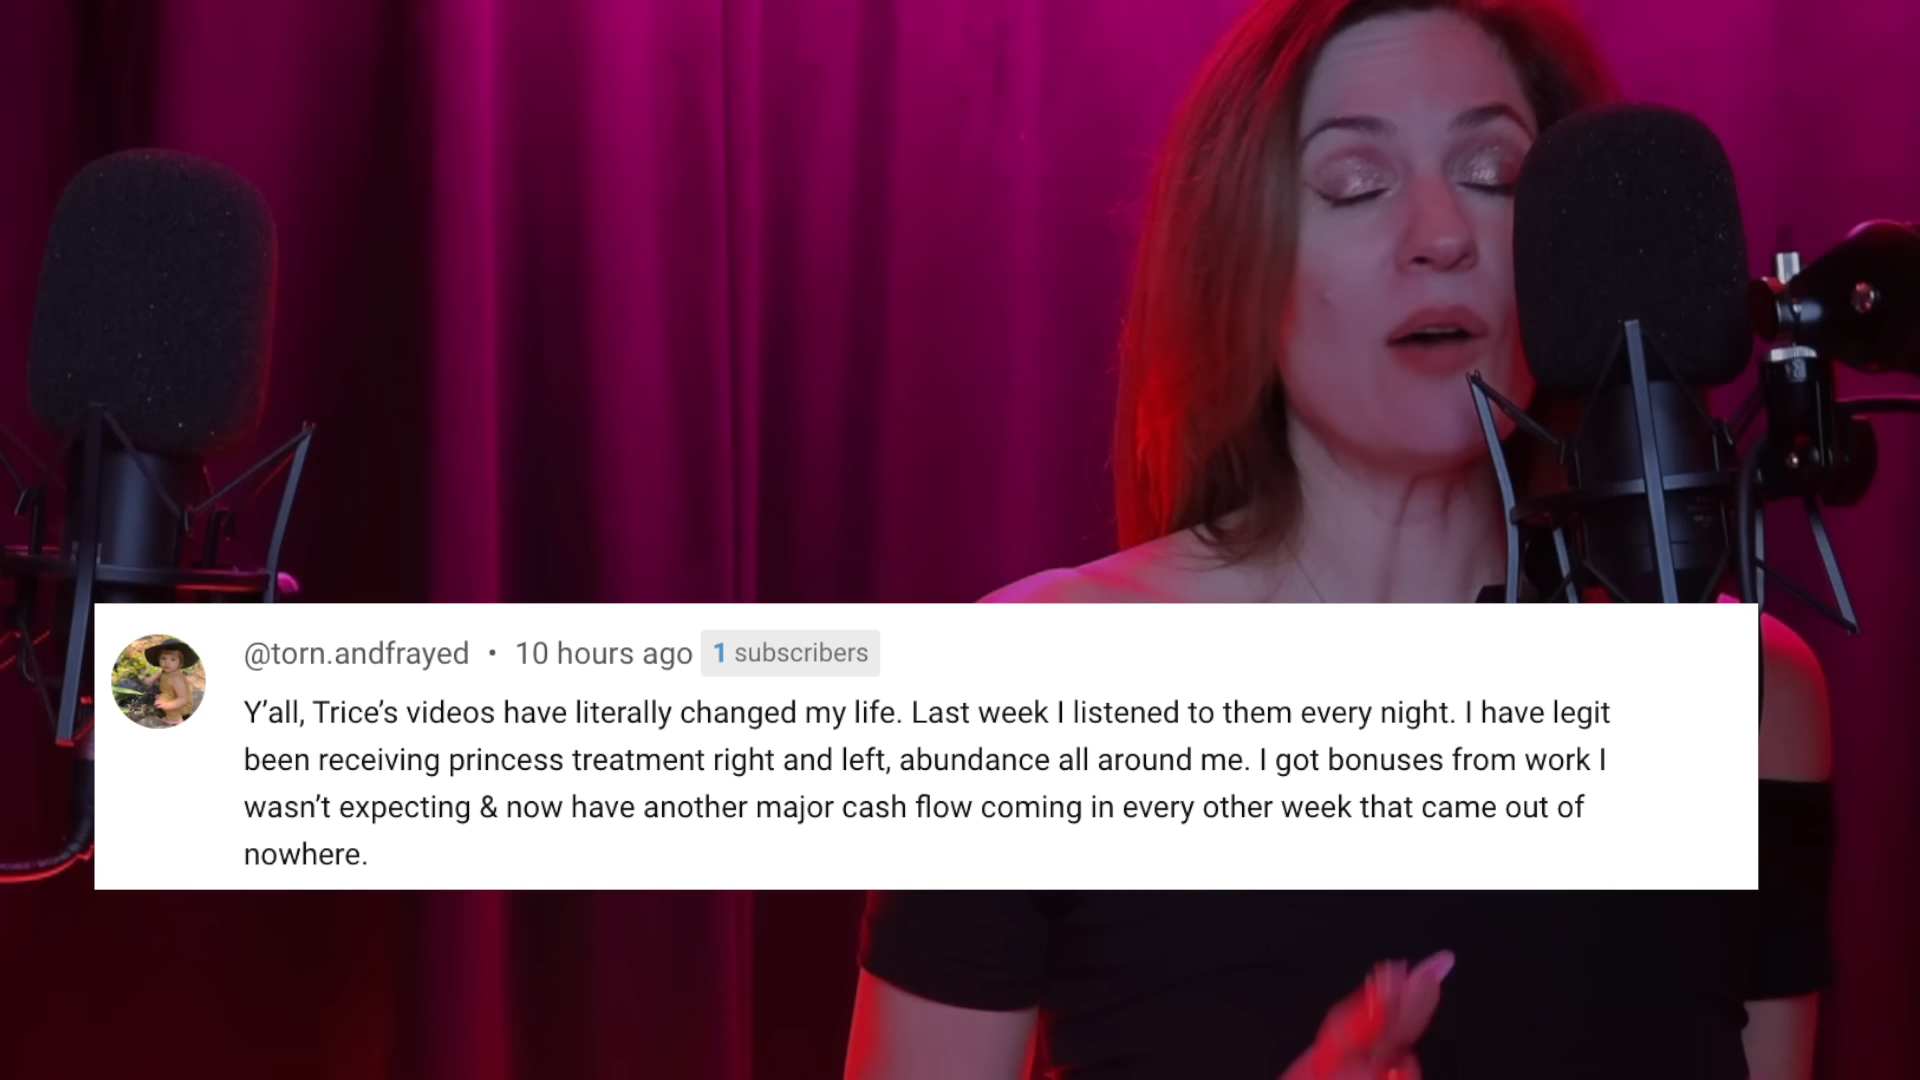 @torn.andfrayed • 10 hours ago 1 subscribers
Y’all, Trice’s videos have literally changed my life. Last week I listened to them every night. I have legit
been receiving princess treatment right and left, abundance all around me. I got bonuses from work I
wasn’t expecting & now have another major cash flow coming in every other week that came out of
nowhere.